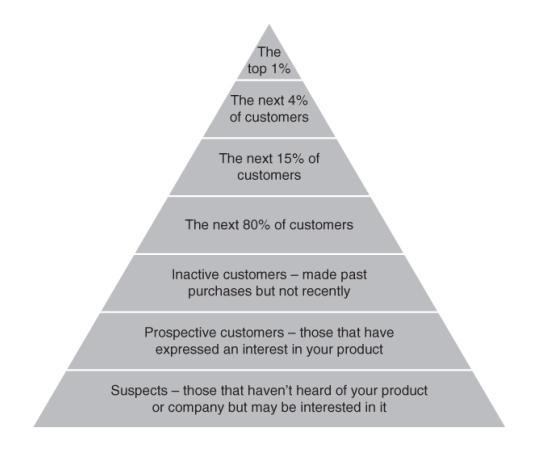 The
top 1%
The next 4%
of customers
The next 15% of
customers
The next 80% of customers
Inactive customers – made past
purchases but not recently
Prospective customers – those that have
expressed an interest in your product
Suspects – those that haven't heard of your product
or company but may be interested in it